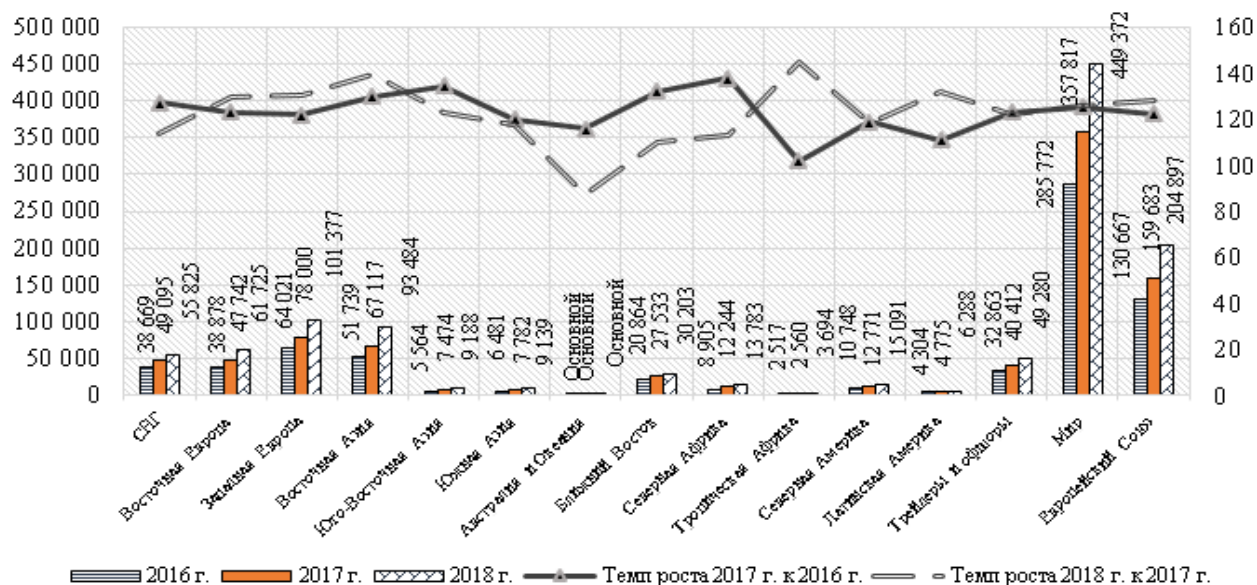 500 000
450 000
400 000
350 000
300 000
250 000
200 000
150 000
100 000
50 000
0
160
140
120
100
80
60
40
20
0
38 669
49 095
55 825
38 878
47 742
61 725
64 021
78 000
101 377
51 739
67 117
93 484
5 564
7 474
9 188
6 481
7 782
9 139
Основной
Основной
Основной
20 864
27 533
30 203
8 905
12 244
13 783
2 517
2 560
3 694
10 748
12 771
15 091
4 304
4 775
6 288
32 863
40 412
49 280
285 772
357 817
449 372
130 667
159 683
204 897
СНГ
Восточная Европа
Западная Европа
Восточная Азия
Юго-Восточная Азия
Южная Азия
Австралия и Океания
Ближний Восток
Северная Африка
Тропическая Африка
Северная Америка
Латинская Америка
Трейдеры и офшоры
Мир
Европейский Союз
2016 г.
2017 г.
2018 г.
Темп роста 2017 г. к 2016 г.
Темп роста 2018 г. к 2017 г.